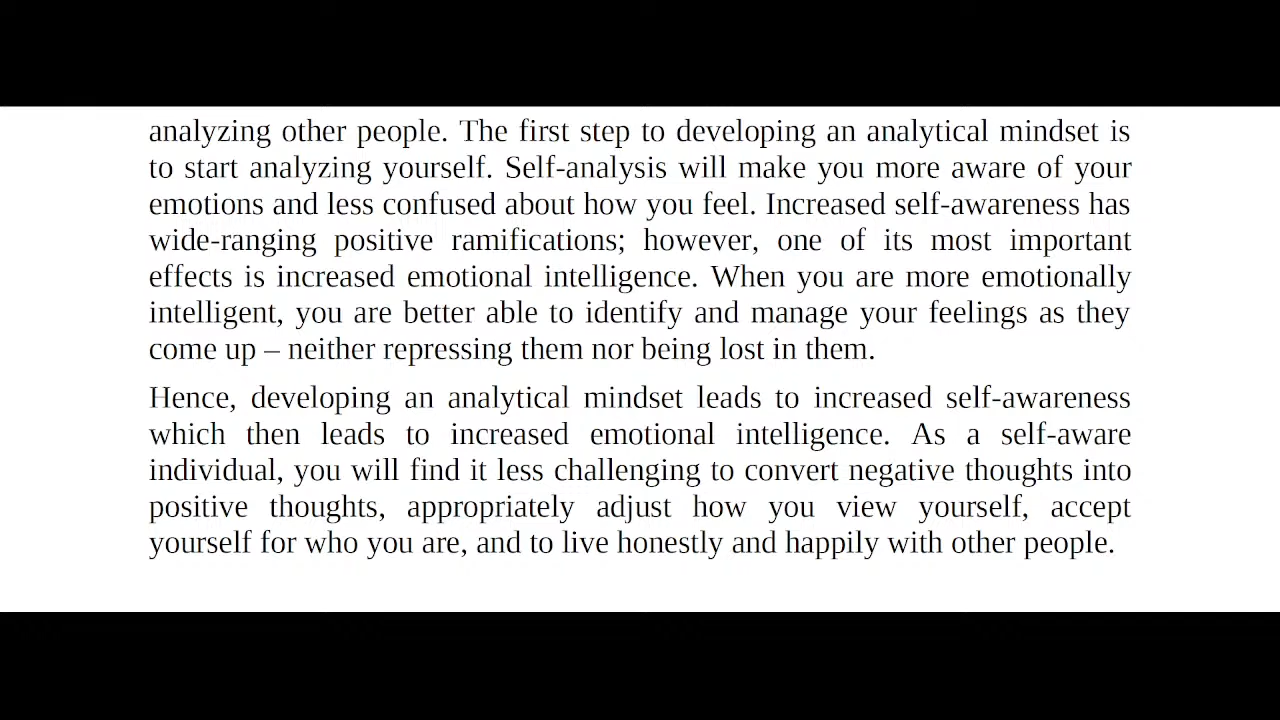 analyzing other people. The first step to developing an analytical mindset is
to start analyzing yourself. Self-analysis will make you more aware of your
emotions and less confused about how you feel. Increased self-awareness has
wide-ranging positive ramifications; however, one of its most important
effects is increased emotional intelligence. When you are more emotionally
intelligent, you are better able to identify and manage your feelings as they
come up – neither repressing them nor being lost in them.
Hence, developing an analytical mindset leads to increased self-awareness
which then leads to increased emotional intelligence. As a self-aware
individual, you will find it less challenging to convert negative thoughts into
positive thoughts, appropriately adjust how you view yourself, accept
yourself for who you are, and to live honestly and happily with other people.